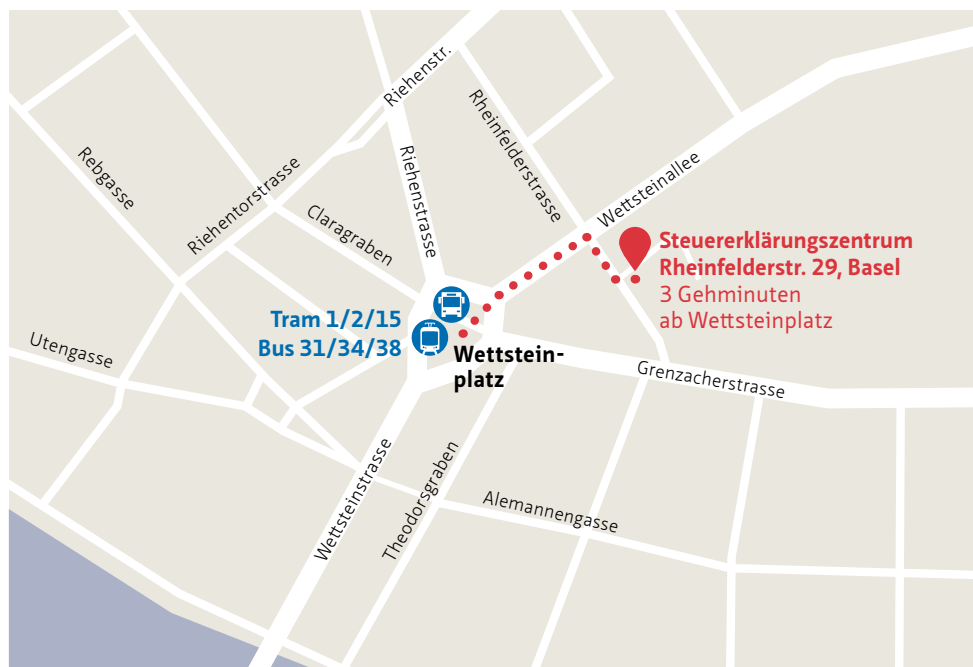 Riehenstr.
Rheinfelderstrasse
Rebgasse
Riehentorstrasse
Riehenstrasse
Wettsteinallee
Claragraben
Steuererklärungszentrum
Rheinfelderstr. 29, Basel
3 Gehminuten
ab Wettsteinplatz
Tram 1/2/15
Bus 31/34/38
Utengasse
Wettstein-
platz
Grenzacherstrasse
Wettsteinstrasse
Theodorsgraben
Alemannengasse